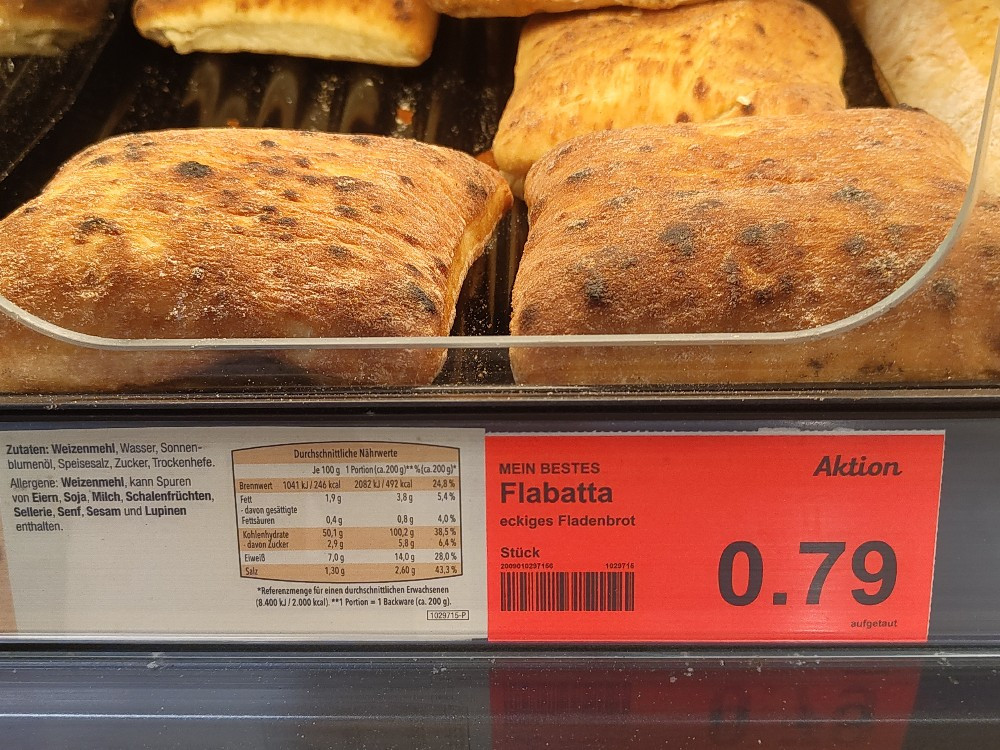 Zutaten: Weizenmehl, Wasser, Sonnen-
blumenöl, Speisesalz, Zucker, Trockenhefe.
Allergene: Weizenmehl, kann Spuren
von Eiern, Soja, Milch, Schalenfrüchten,
Sellerie, Senf, Sesam und Lupinen
enthalten.
Durchschnittliche Nährwerte
Je 100 g 1 Portion (ca. 200 g)** % (ca. 200 g)*
Brennwert 1041 kJ / 246 kcal 2082 kJ / 492 kcal 24,8 %
Fett 1,9 g 3,8 g 5,4 %
- davon gesättigte
Fettsäuren 0,4 g 0,8 g 4,0 %
Kohlenhydrate 50,1 g 100,2 g 38,5 %
- davon Zucker 2,9 g 5,8 g 6,4 %
Eiweiß 7,0 g 14,0 g 28,0 %
Salz 1,30 g 2,60 g 43,3 %
*Referenzmenge für einen durchschnittlichen Erwachsenen
(8.400 kJ / 2.000 kcal). **1 Portion = 1 Backware (ca. 200 g).
1029715-P
MEIN BESTES
Aktion
Flabatta
eckiges Fladenbrot
Stück
1029715
0.79
aufgetaut